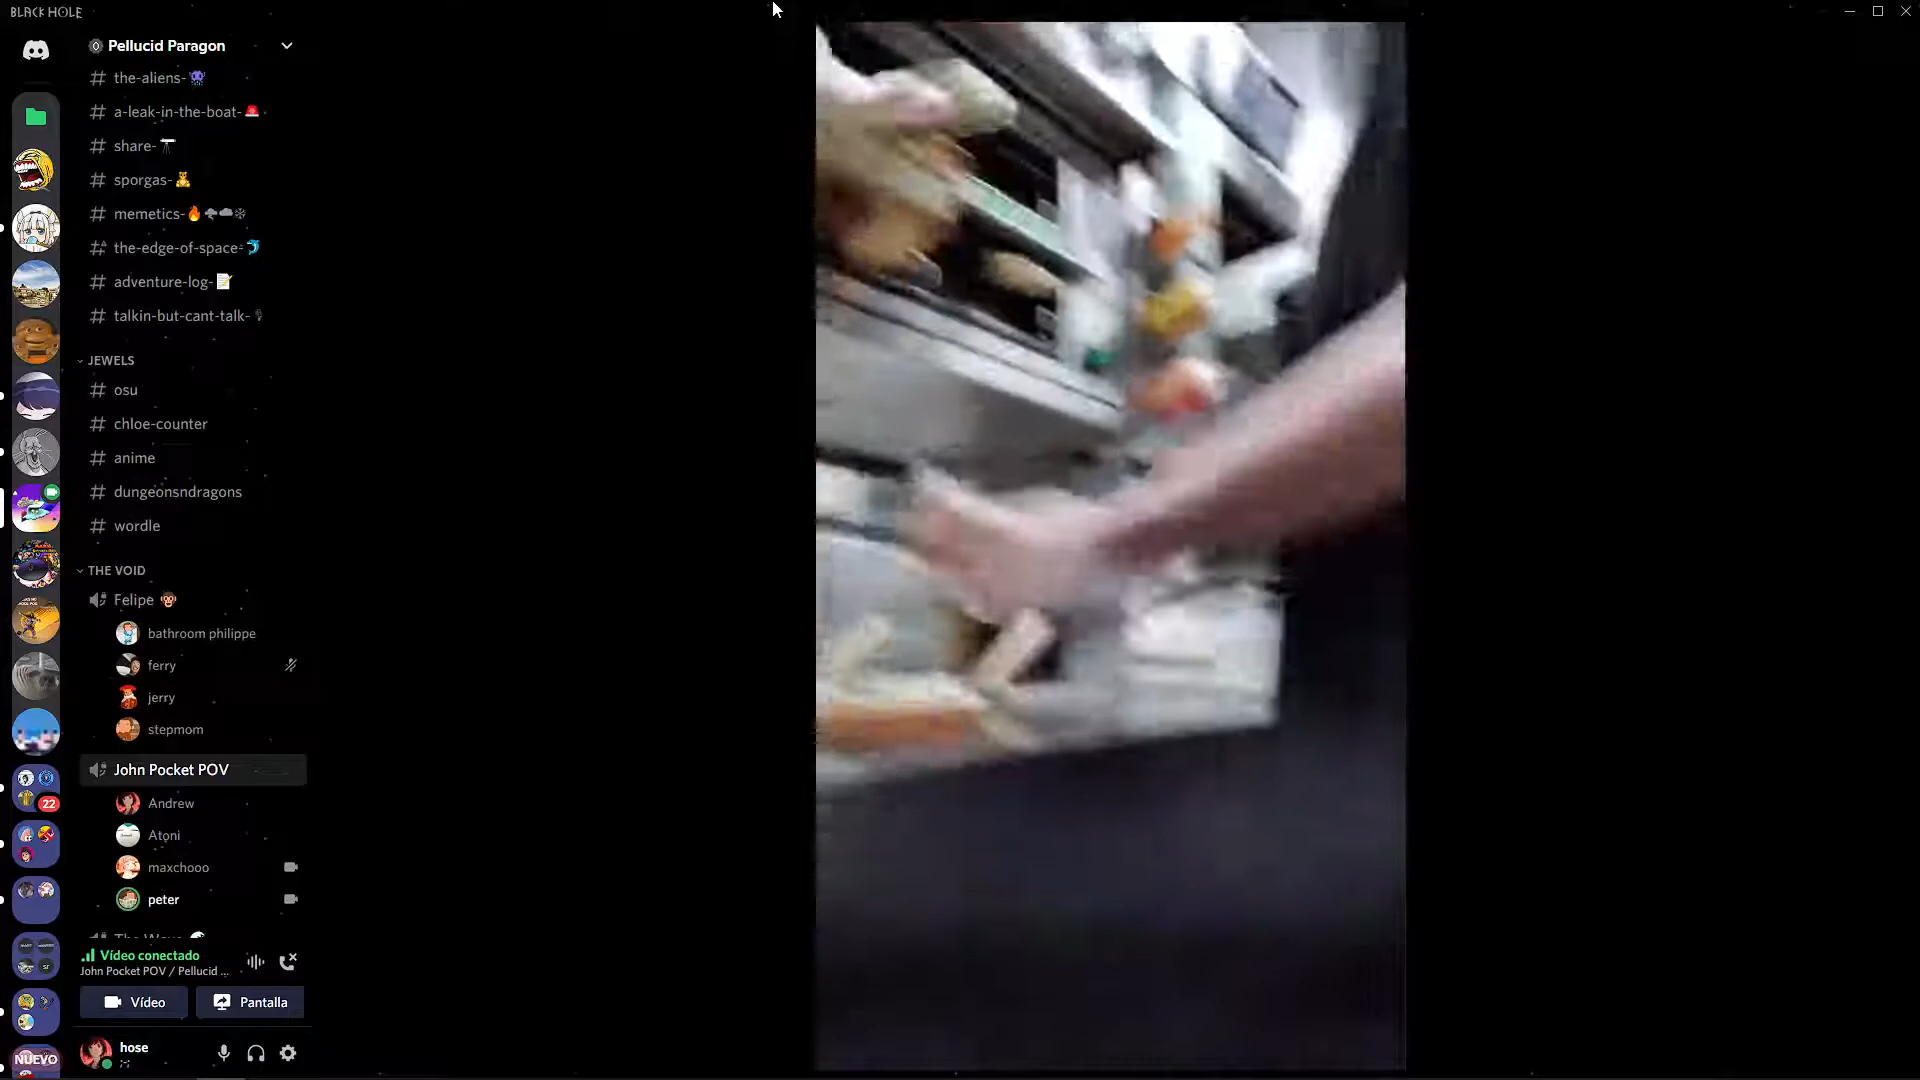 BLACK HOLE
Pellucid Paragon
the-aliens-
a-leak-in-the-boat-
share-
sporgas-
memetics-
the-edge-of-space-
adventure-log-
talkin-but-cant-talk-
JEWELS
osu
chloe-counter
anime
dungeonsndragons
wordle
THE VOID
Felipe
bathroom philippe
ferry
jerry
stepmom
John Pocket POV
Andrew
Atoni
maxchooo
peter
22
Vídeo conectado
John Pocket POV / Pellucid ...
Vídeo
Pantalla
NUEVO
hose